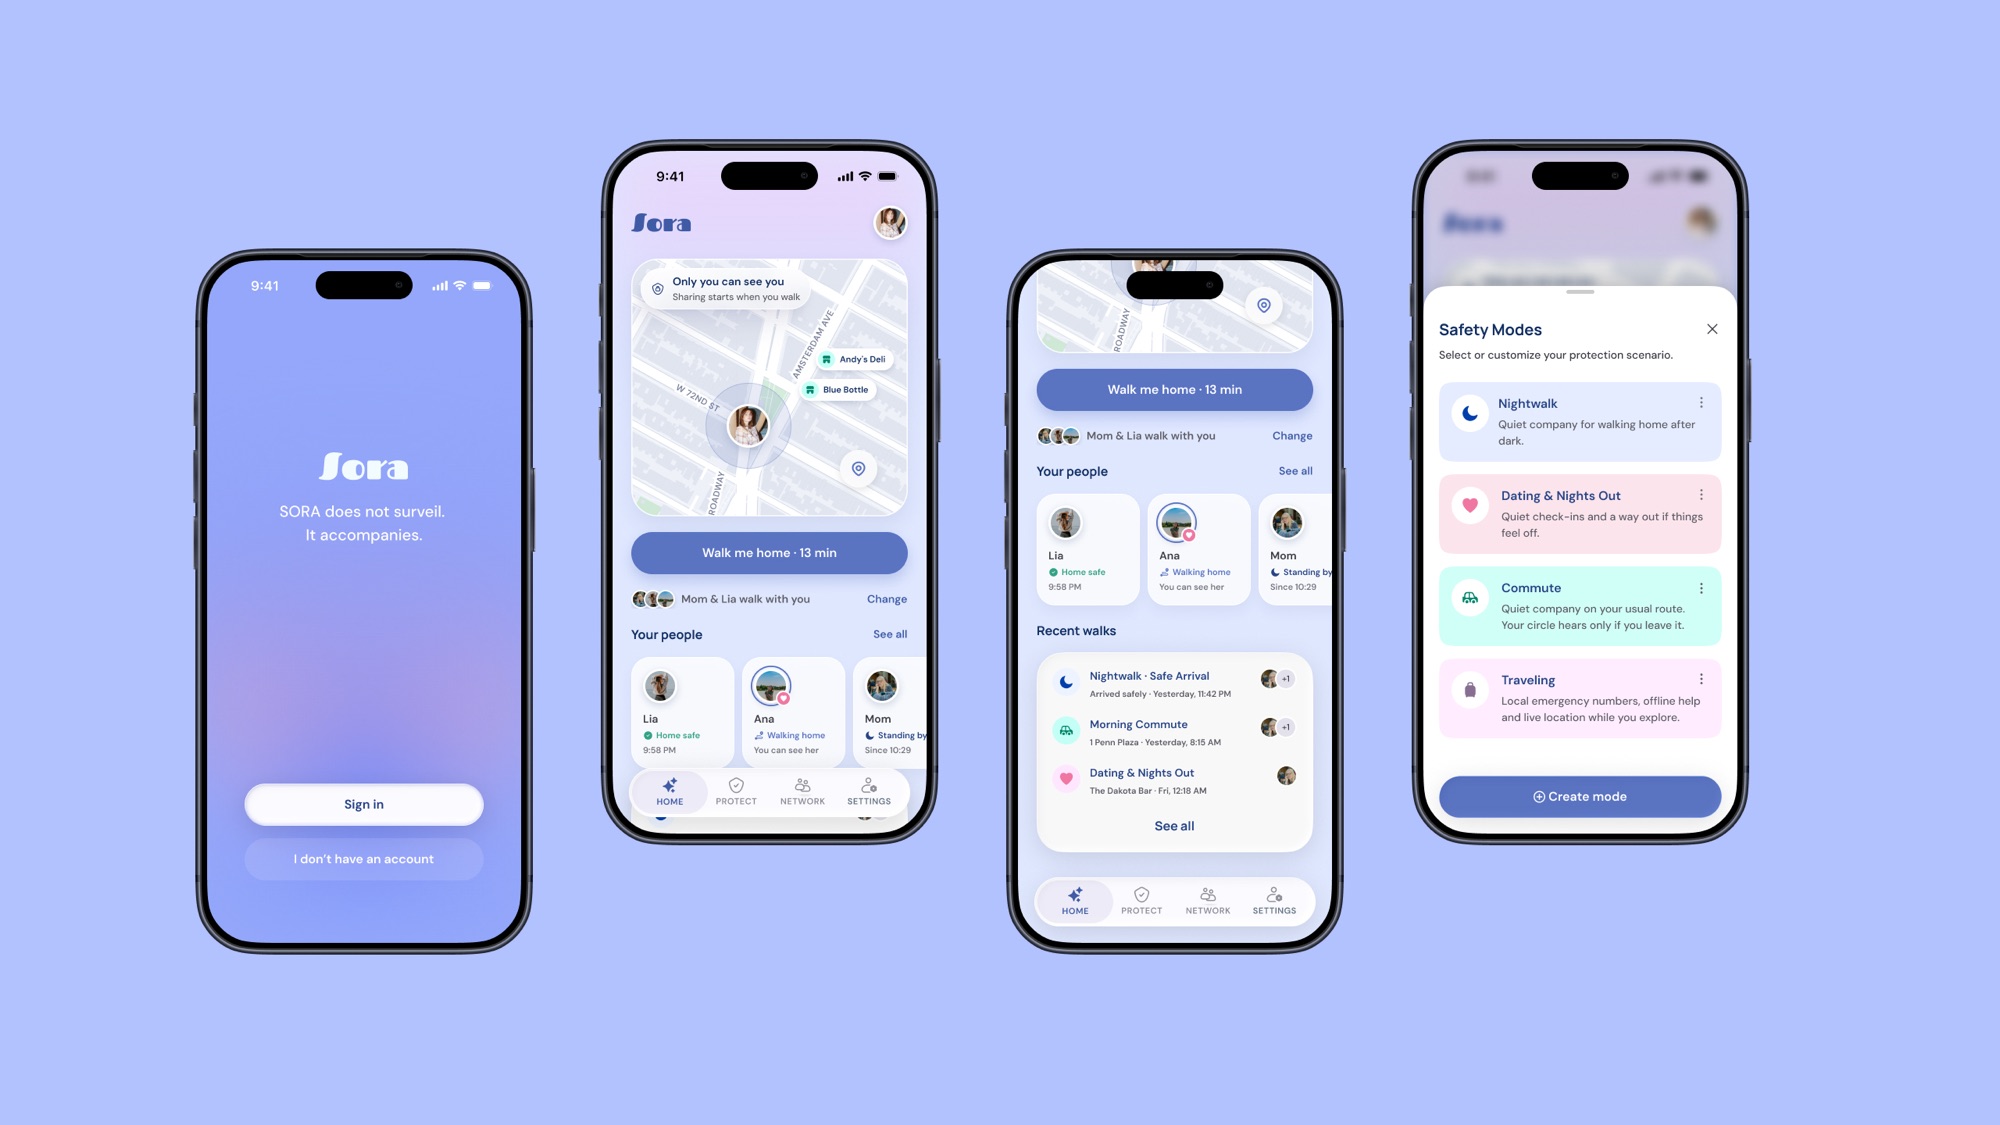 9:41
Sora
SORA does not surveil.
It accompanies.
Sign in
I don't have an account
9:41
Sora
Only you can see you
Sharing starts when you walk
AMSTERDAM AVE
Andy's Deli
Blue Bottle
W 72ND ST
ROADWAY
Walk me home · 13 min
Mom & Lia walk with you
Change
Your people
See all
Lia
Home safe
9:58 PM
Ana
Walking home
You can see her
Mom
Standing by
Since 10:29
HOME
PROTECT
NETWORK
SETTINGS
ROADWAY
Walk me home · 13 min
Mom & Lia walk with you
Change
Your people
See all
Lia
Home safe
9:58 PM
Ana
Walking home
You can see her
Mom
Standing by
Since 10:29
Recent walks
Nightwalk · Safe Arrival
Arrived safely · Yesterday, 11:42 PM
+1
Morning Commute
1 Penn Plaza · Yesterday, 8:15 AM
+1
Dating & Nights Out
The Dakota Bar · Fri, 12:18 AM
See all
HOME
PROTECT
NETWORK
SETTINGS
Sora
Safety Modes
Select or customize your protection scenario.
Nightwalk
Quiet company for walking home after
dark.
Dating & Nights Out
Quiet check-ins and a way out if things
feel off.
Commute
Quiet company on your usual route.
Your circle hears only if you leave it.
Traveling
Local emergency numbers, offline help
and live location while you explore.
Create mode